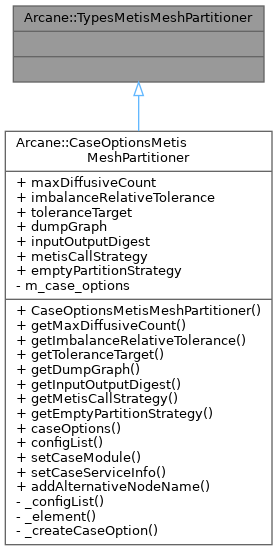 Arcane::TypesMetisMeshPartitioner
Arcane::CaseOptionsMetis
MeshPartitioner
+ maxDiffusiveCount
+ imbalanceRelativeTolerance
+ toleranceTarget
+ dumpGraph
+ inputOutputDigest
+ metisCallStrategy
+ emptyPartitionStrategy
- m_case_options
+ CaseOptionsMetisMeshPartitioner()
+ getMaxDiffusiveCount()
+ getImbalanceRelativeTolerance()
+ getToleranceTarget()
+ getDumpGraph()
+ getInputOutputDigest()
+ getMetisCallStrategy()
+ getEmptyPartitionStrategy()
+ caseOptions()
+ configList()
+ setCaseModule()
+ setCaseServiceInfo()
+ addAlternativeNodeName()
- _configList()
- _element()
- _createCaseOption()